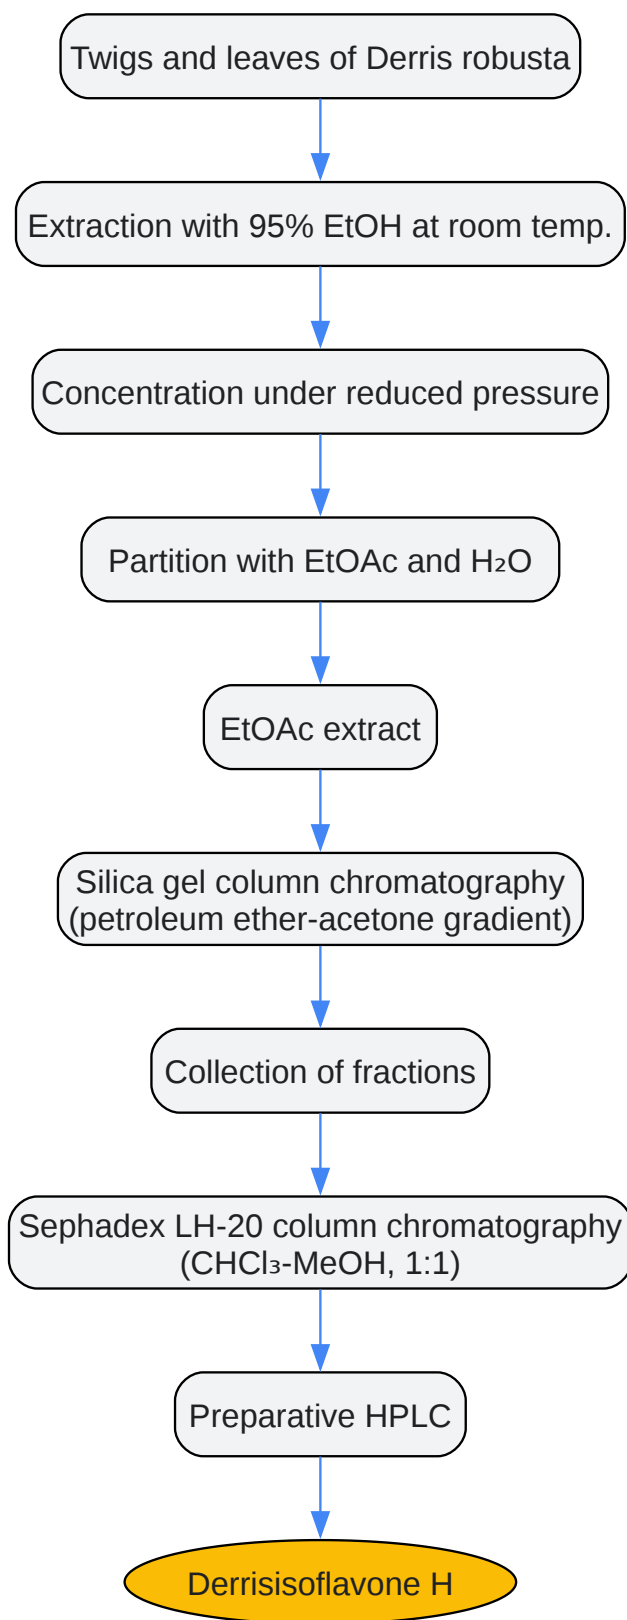 Twigs and leaves of Derris robusta
Extraction with 95% EtOH at room temp.
Concentration under reduced pressure
Partition with EtOAc and H₂O
EtOAc extract
Silica gel column chromatography
(petroleum ether-acetone gradient)
Collection of fractions
Sephadex LH-20 column chromatography
(CHCl₃-MeOH, 1:1)
Preparative HPLC
Derrisisoflavone H